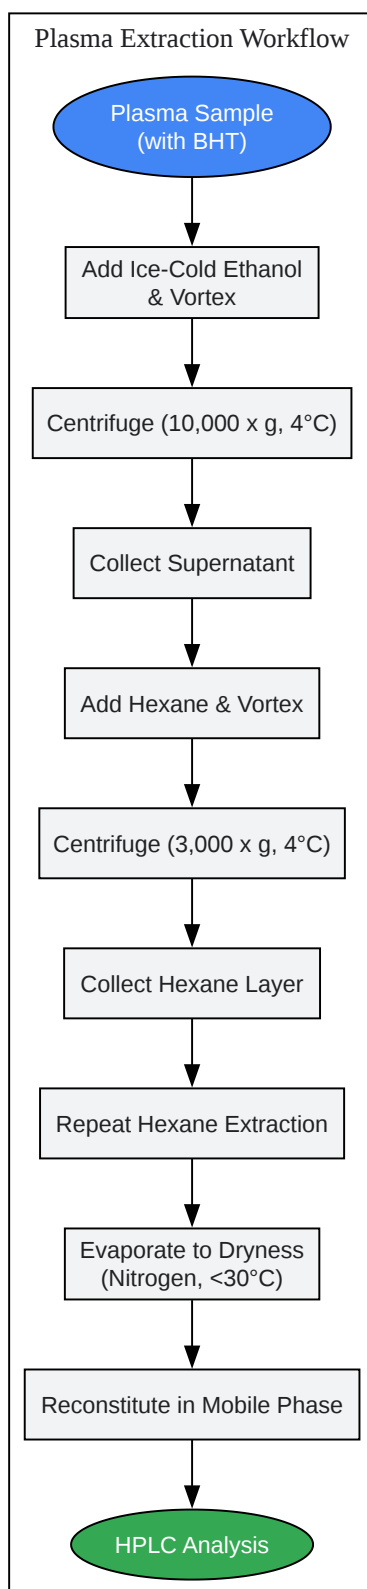 Plasma Extraction Workflow
Plasma Sample
(with BHT)
Add Ice-Cold Ethanol
& Vortex
Centrifuge (10,000 x g, 4°C)
Collect Supernatant
Add Hexane & Vortex
Centrifuge (3,000 x g, 4°C)
Collect Hexane Layer
Repeat Hexane Extraction
Evaporate to Dryness
(Nitrogen, <30°C)
Reconstitute in Mobile Phase
HPLC Analysis